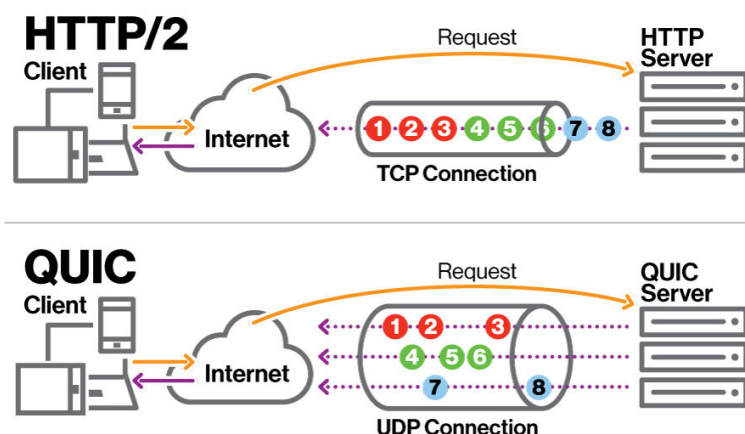 HTTP/2
Client
Request
HTTP
Server
Internet
1 2 3 4 5 6 7 8
TCP Connection
QUIC
Client
Request
QUIC
Server
1 2 3
4 5 6
Internet
7 8
UDP Connection